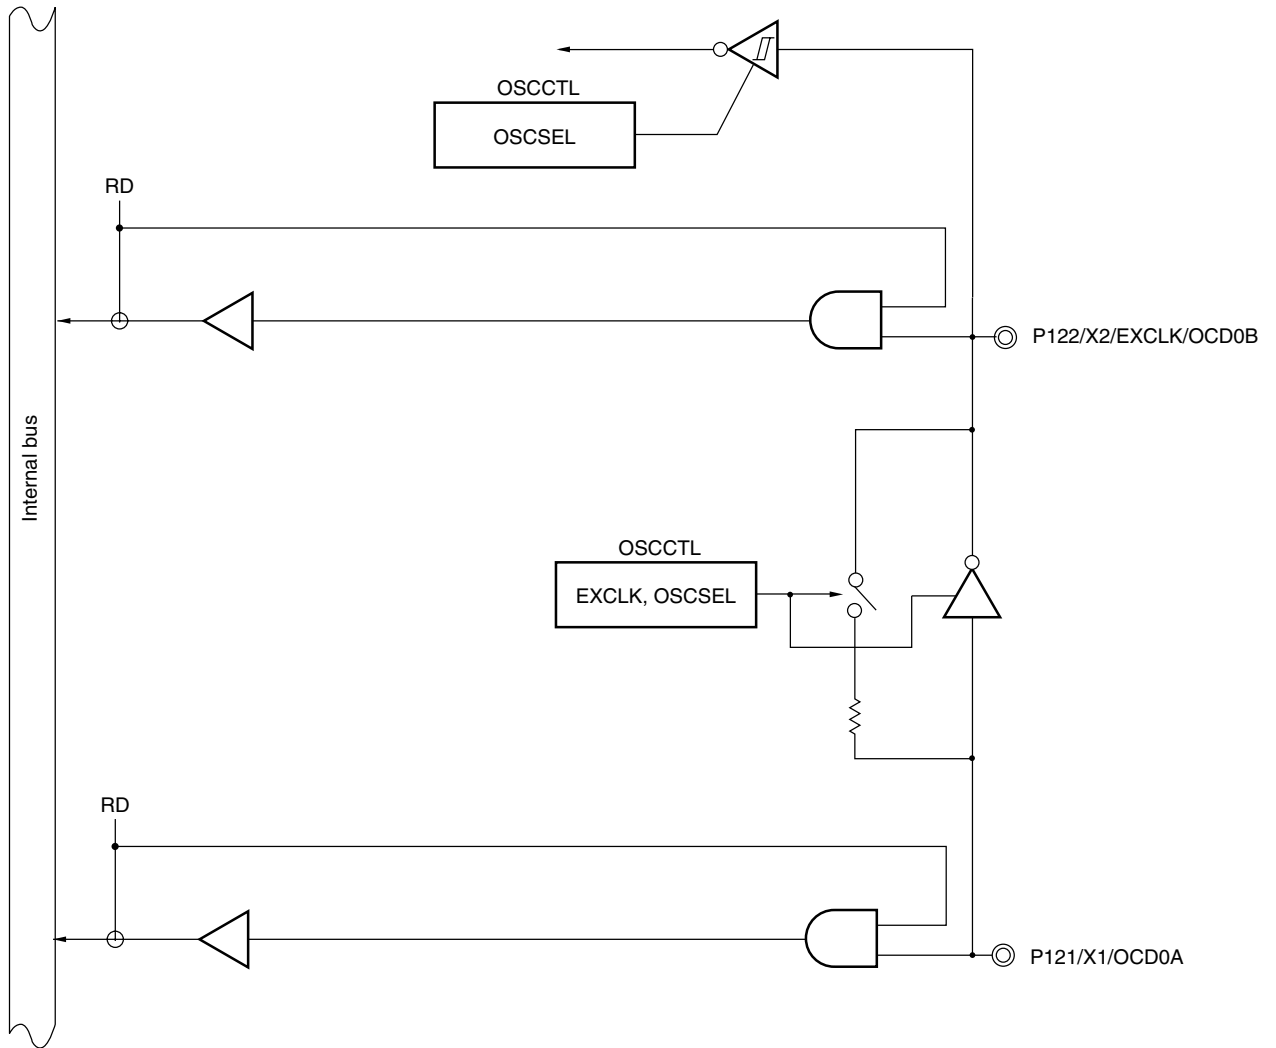 OSCCTL
OSCSEL
RD
P122/X2/EXCLK/OCD0B
Internal bus
OSCCTL
EXCLK, OSCSEL
RD
P121/X1/OCD0A